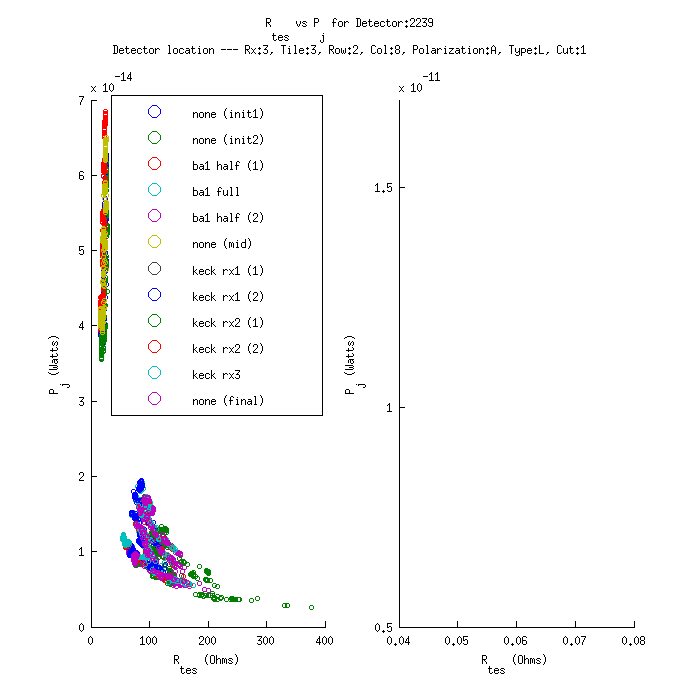 R tes vs P j for Detector:2239
Detector location --- Rx:3, Tile:3, Row:2, Col:8, Polarization:A, Type:L, Cut:1
x 10 -14
x 10 -11
7
6
5
4
3
2
1
0
P j (Watts)
none (init1)
none (init2)
ba1 half (1)
ba1 full
ba1 half (2)
none (mid)
keck rx1 (1)
keck rx1 (2)
keck rx2 (1)
keck rx2 (2)
keck rx3
none (final)
0 100 200 300 400
R tes (Ohms)
1.5
1
0.5
P j (Watts)
0.04 0.05 0.06 0.07 0.08
R tes (Ohms)